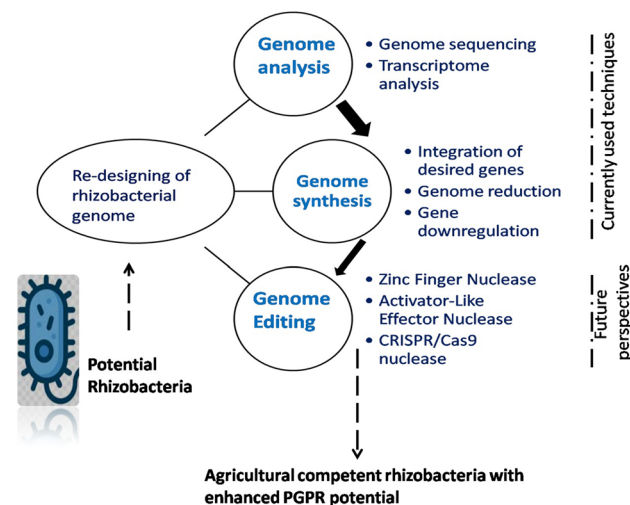 Genome
analysis
• Genome sequencing
• Transcriptome
analysis
Currently used techniques
Re-designing of
rhizobacterial
genome
Genome
synthesis
• Integration of
desired genes
• Genome reduction
• Gene
downregulation
Genome
Editing
• Zinc Finger Nuclease
• Activator-Like
Effector Nuclease
• CRISPR/Cas9
nuclease
Future
perspectives
Potential
Rhizobacteria
Agricultural competent rhizobacteria with
enhanced PGPR potential